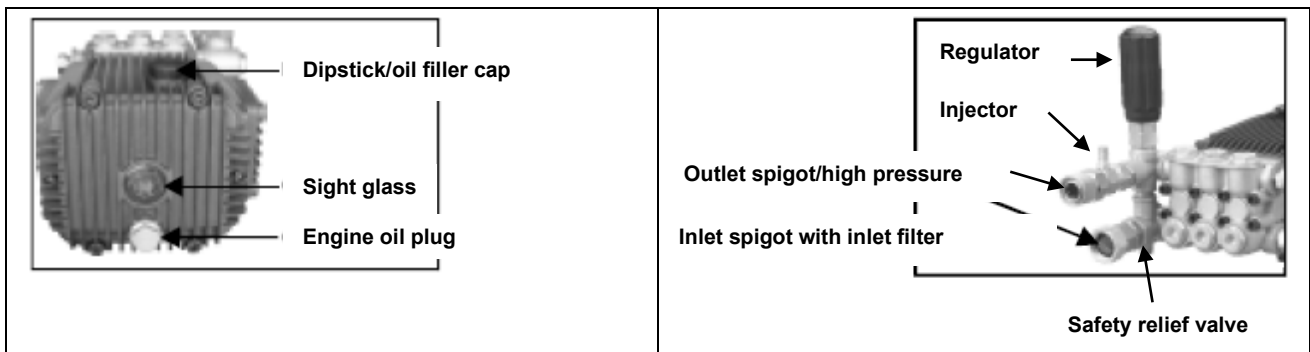 Dipstick/oil filler cap
Sight glass
Engine oil plug
Regulator
Injector
Outlet spigot/high pressure
Inlet spigot with inlet filter
Safety relief valve